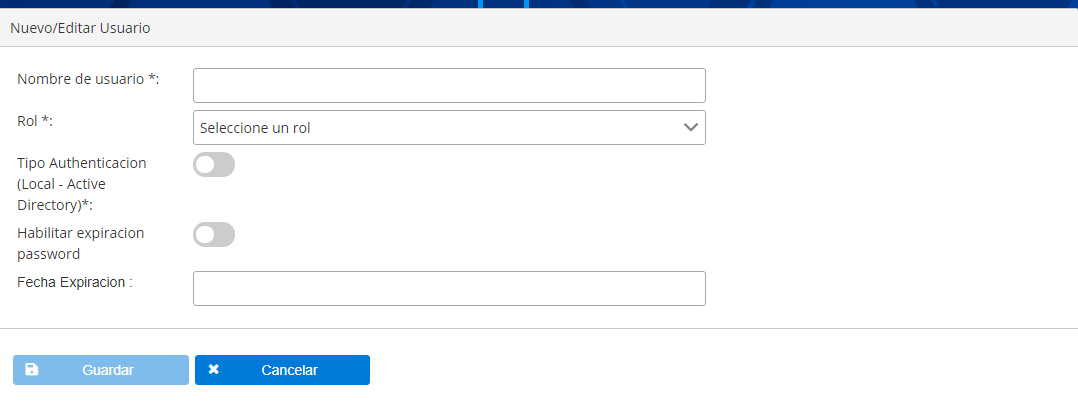 Nuevo/Editar Usuario
Nombre de usuario *:
Rol *:
Seleccione un rol
Tipo Authenticacion
(Local - Active
Directory)*:
Habilitar expiracion
password
Fecha Expiracion :
Guardar
Cancelar